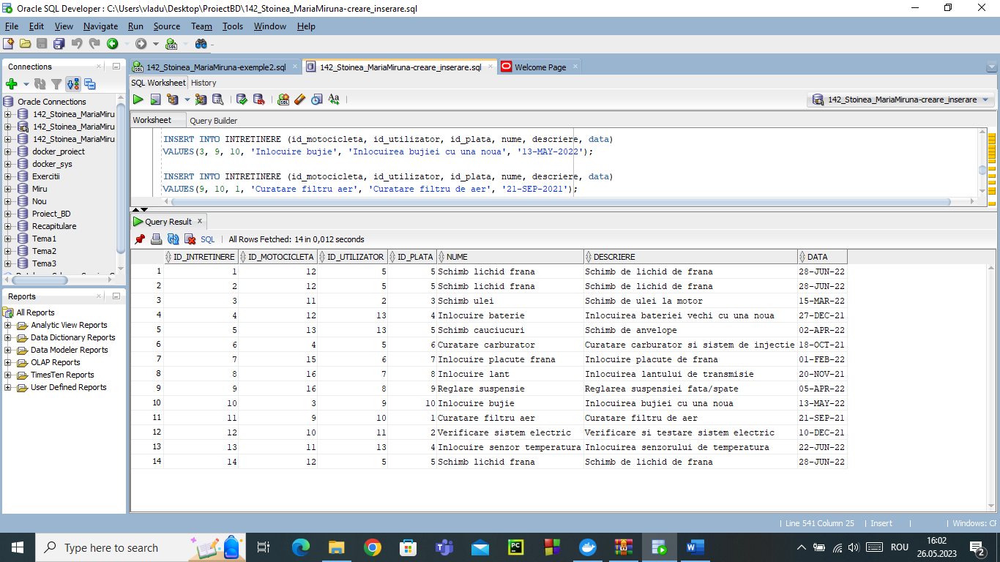 Oracle SQL Developer : C:\Users\vladu\Desktop\ProiectBD\142_Stoinea_MariaMiruna-creare_inserare.sql
File Edit View Navigate Run Source Team Tools Window Help
Connections
Oracle Connections
142_Stoinea_MariaMiru
142_Stoinea_MariaMiru
142_Stoinea_MariaMiru
docker_proiect
docker_sys
Exercitii
Miru
Nou
Proiect_BD
Recapitulare
Tema1
Tema2
Tema3
Reports
All Reports
Analytic View Reports
Data Dictionary Reports
Data Modeler Reports
OLAP Reports
TimesTen Reports
User Defined Reports
142_Stoinea_MariaMiruna-exemple2.sql 142_Stoinea_MariaMiruna-creare_inserare.sql Welcome Page
SQL Worksheet History
142_Stoinea_MariaMiruna-creare_inserare
Worksheet Query Builder
INSERT INTO INTRETINERE (id_motocicleta, id_utilizator, id_plata, nume, descriere, data)
VALUES(3, 9, 10, 'Inlocuire bujie', 'Inlocuirea bujiei cu una noua', '13-MAY-2022');
INSERT INTO INTRETINERE (id_motocicleta, id_utilizator, id_plata, nume, descriere, data)
VALUES(9, 10, 1, 'Curatare filtru aer', 'Curatare filtru de aer', '21-SEP-2021');
Query Result
SQL | All Rows Fetched: 14 in 0,012 seconds
ID_INTRETINERE ID_MOTOCICLETA ID_UTILIZATOR ID_PLATA NUME DESCRIERE DATA
1 1 12 5 5 Schimb lichid frana Schimb de lichid de frana 28-JUN-22
2 2 12 5 5 Schimb lichid frana Schimb de lichid de frana 28-JUN-22
3 3 11 2 3 Schimb ulei Schimb de ulei la motor 15-MAR-22
4 4 12 13 4 Inlocuire baterie Inlocuirea bateriei vechi cu una noua 27-DEC-21
5 5 13 13 5 Schimb cauciucuri Schimb de anvelope 02-APR-22
6 6 4 5 6 Curatare carburator Curatare carburator si sistem de injectie 18-OCT-21
7 7 15 6 7 Inlocuire placute frana Inlocuire placute de frana 01-FEB-22
8 8 16 7 8 Inlocuire lant Inlocuirea lantului de transmisie 20-NOV-21
9 9 16 8 9 Reglare suspensie Reglarea suspensiei fata/spate 05-APR-22
10 10 3 9 10 Inlocuire bujie Inlocuirea bujiei cu una noua 13-MAY-22
11 11 9 10 1 Curatare filtru aer Curatare filtru de aer 21-SEP-21
12 12 10 11 2 Verificare sistem electric Verificare si testare sistem electric 10-DEC-21
13 13 11 13 4 Inlocuire senzor temperatura Inlocuirea senzorului de temperatura 22-JUN-22
14 14 12 5 5 Schimb lichid frana Schimb de lichid de frana 28-JUN-22
Line 541 Column 25 | Insert | | Windows: CF
Type here to search
ROU
16:02
26.05.2023
2